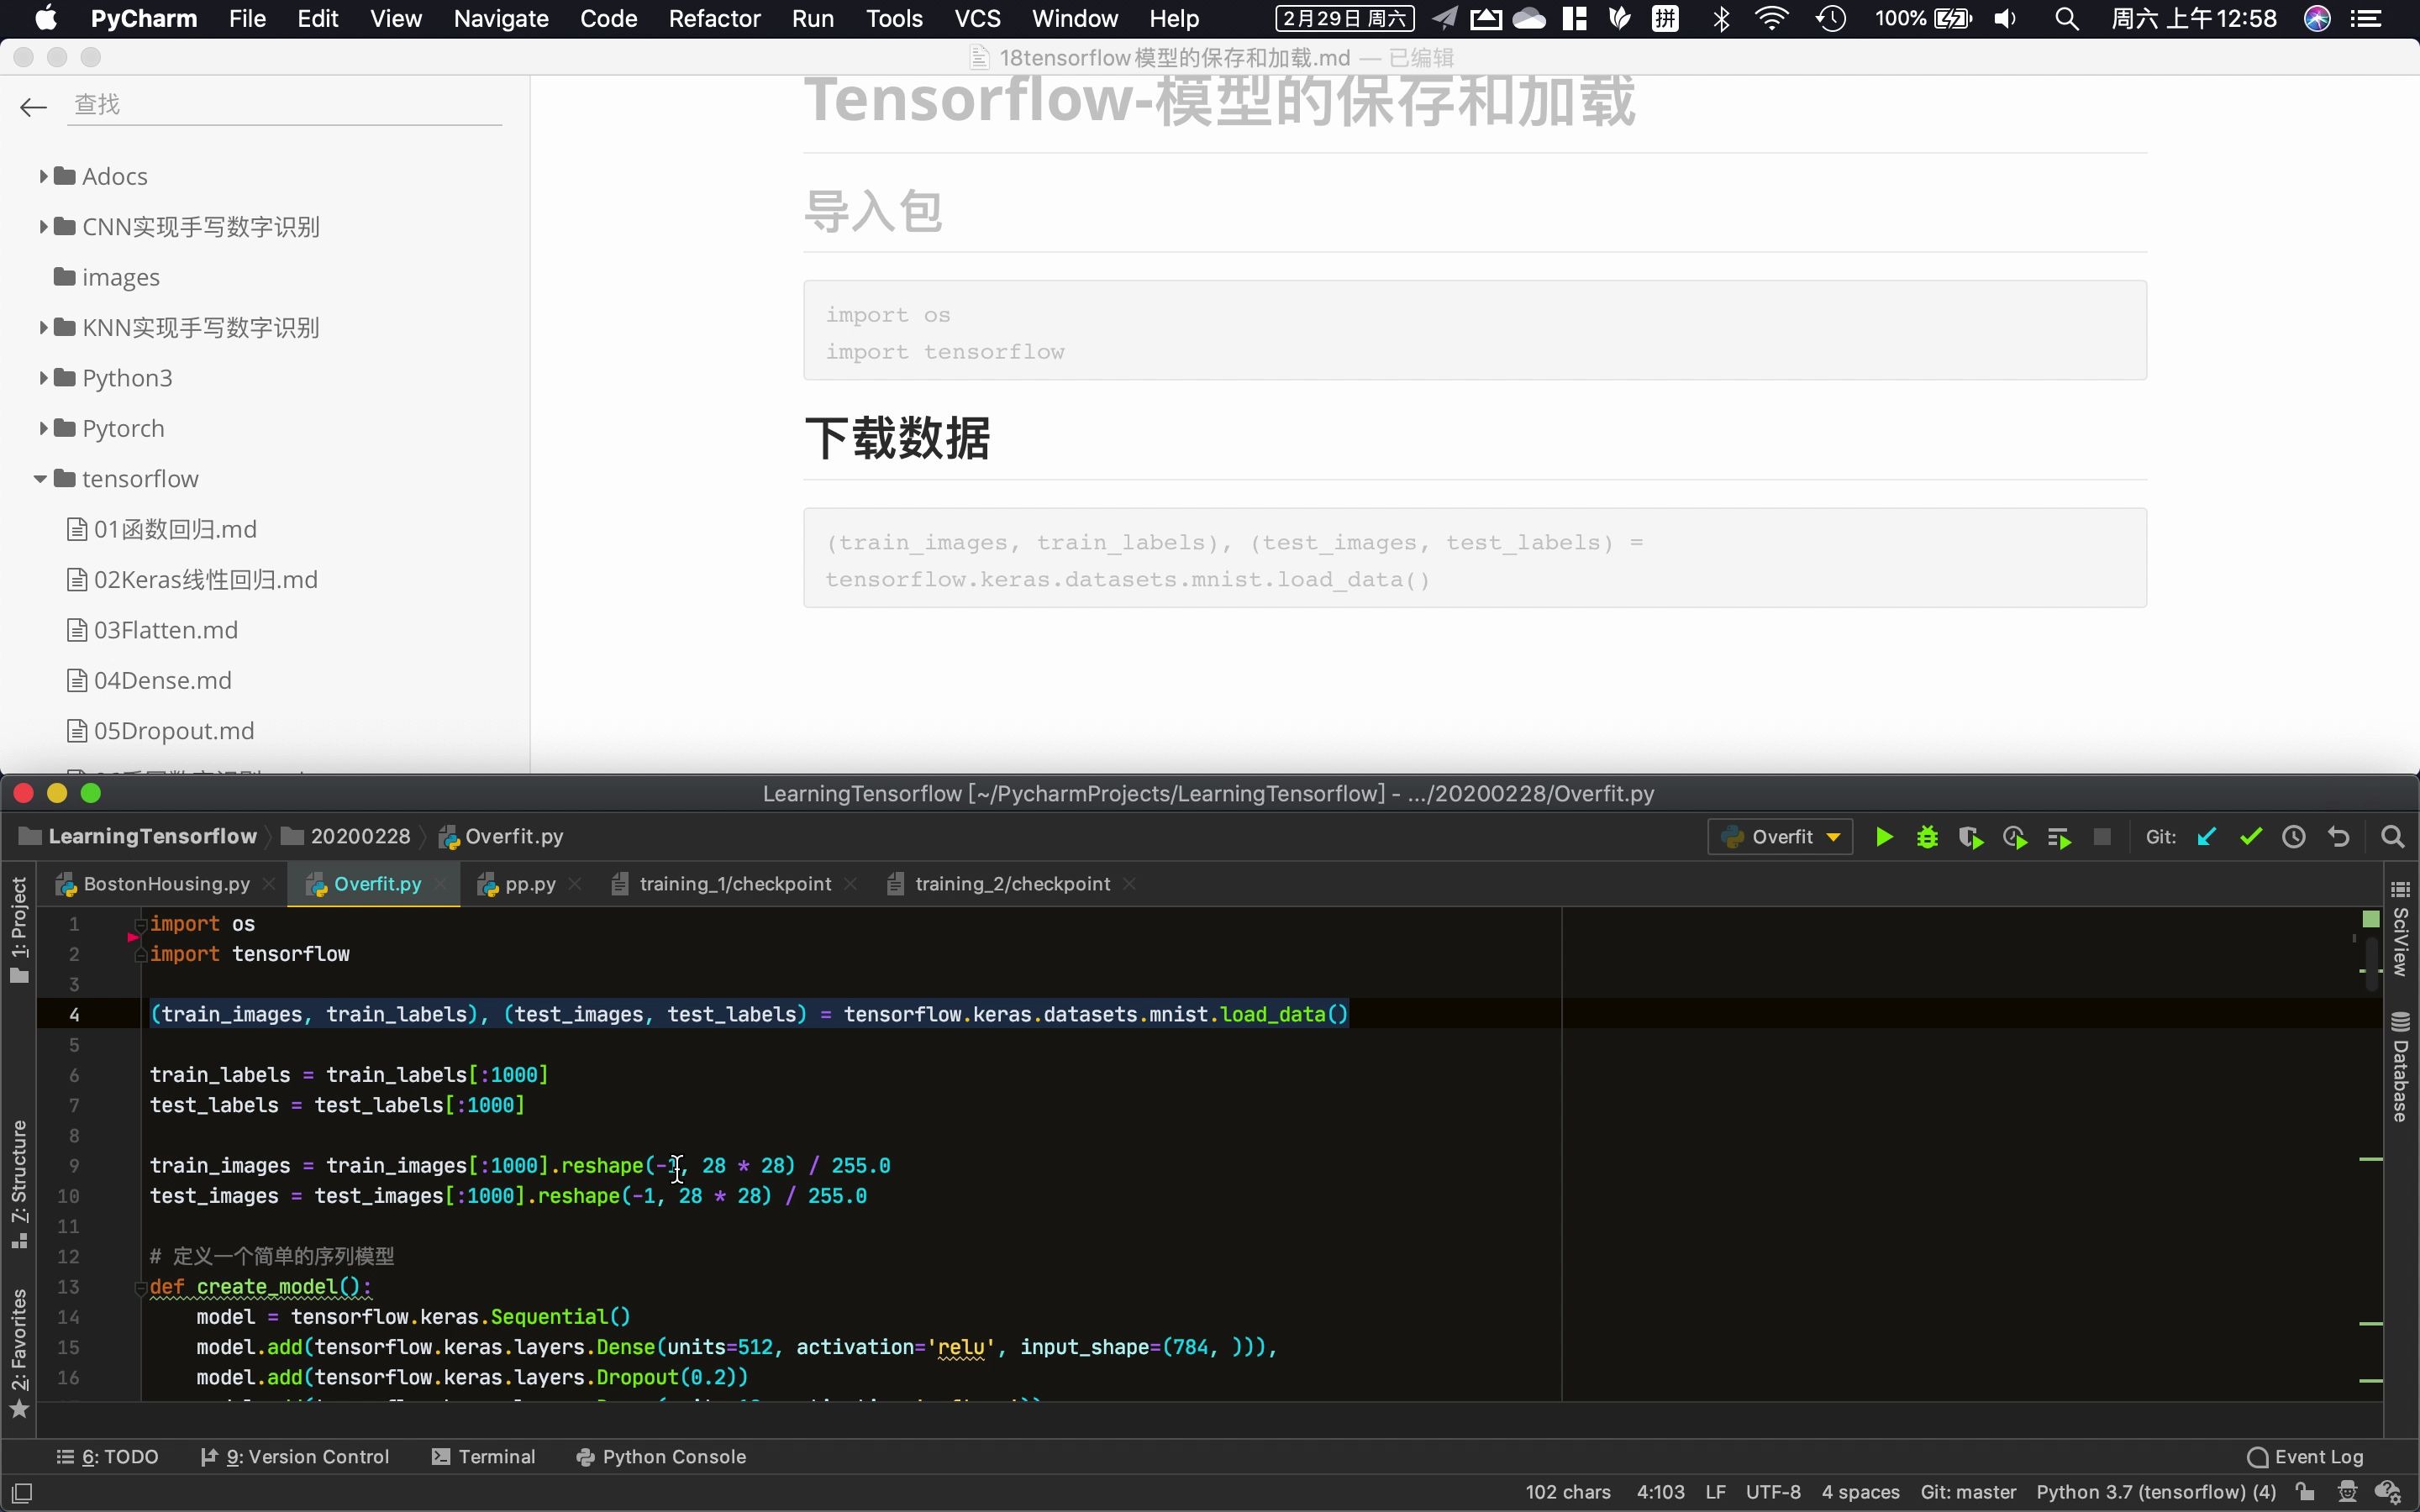 PyCharm File Edit View Navigate Code Refactor Run Tools VCS Window Help 2月29日 周六 拼 100% 周六 上午12:58
18tensorflow模型的保存和加载.md — 已编辑
查找
Adocs
CNN实现手写数字识别
images
KNN实现手写数字识别
Python3
Pytorch
tensorflow
01函数回归.md
02Keras线性回归.md
03Flatten.md
04Dense.md
05Dropout.md
Tensorflow-模型的保存和加载
导入包
import os
import tensorflow
下载数据
(train_images, train_labels), (test_images, test_labels) =
tensorflow.keras.datasets.mnist.load_data()
LearningTensorflow [~/PycharmProjects/LearningTensorflow] - .../20200228/Overfit.py
LearningTensorflow 20200228 Overfit.py Overfit Git:
BostonHousing.py Overfit.py pp.py training_1/checkpoint training_2/checkpoint
1: Project
7: Structure
2: Favorites
1 import os
2 import tensorflow
3
4 (train_images, train_labels), (test_images, test_labels) = tensorflow.keras.datasets.mnist.load_data()
5
6 train_labels = train_labels[:1000]
7 test_labels = test_labels[:1000]
8
9 train_images = train_images[:1000].reshape(-1, 28 * 28) / 255.0
10 test_images = test_images[:1000].reshape(-1, 28 * 28) / 255.0
11
12 # 定义一个简单的序列模型
13 def create_model():
14 model = tensorflow.keras.Sequential()
15 model.add(tensorflow.keras.layers.Dense(units=512, activation='relu', input_shape=(784, ))),
16 model.add(tensorflow.keras.layers.Dropout(0.2))
SciView
Database
6: TODO 9: Version Control Terminal Python Console Event Log
102 chars 4:103 LF UTF-8 4 spaces Git: master Python 3.7 (tensorflow) (4)